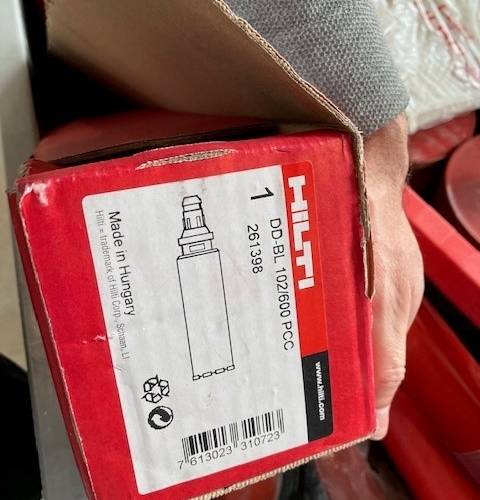 HILTI
www.hilti.com
1 DD-BL 102/600 PCC
261398
Made in Hungary
Hilti = trademark of Hilti Corp., Schaan, LI
7 613023 310723